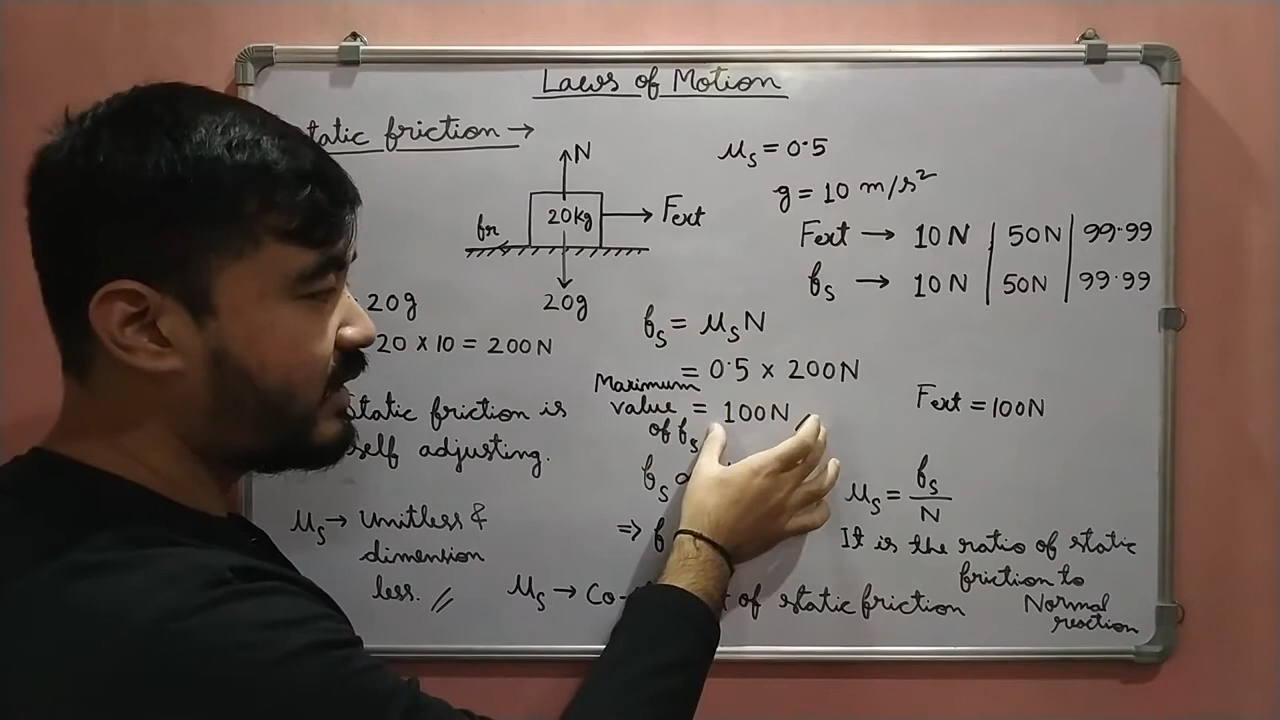 Laws of Motion
tatic friction →
N
20kg
Fext
fr
20g
μs = 0.5
g = 10 m/s²
Fext → 10N | 50N | 99.99
fs → 10N | 50N | 99.99
20g
20 × 10 = 200N
Static friction is
self adjusting.
μs → Unitless &
dimention
less. //
fs = μsN
= 0.5 × 200N
Maximum
value = 100N
of fs
fs
⇒ f
Fext = 100N
μs = fs
N
It is the ratio of static
friction to
Normal
reaction
μs → Co- of static friction